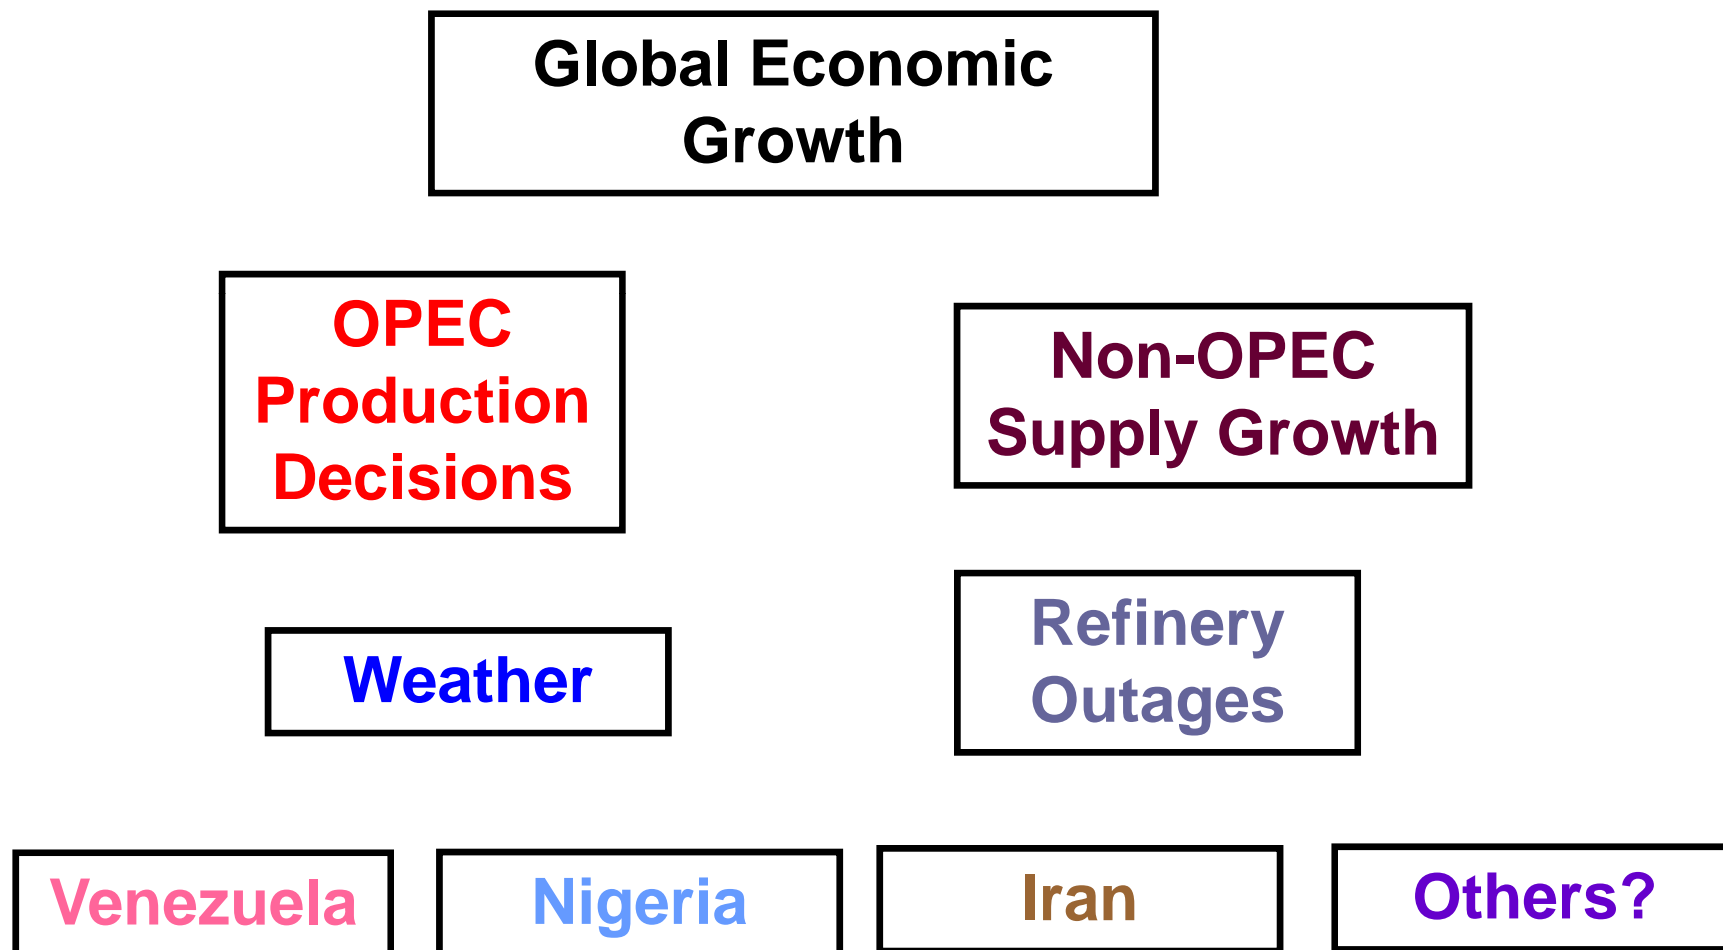 Global Economic
Growth
OPEC
Production
Decisions
Non-OPEC
Supply Growth
Weather
Refinery
Outages
Venezuela
Nigeria
Iran
Others?